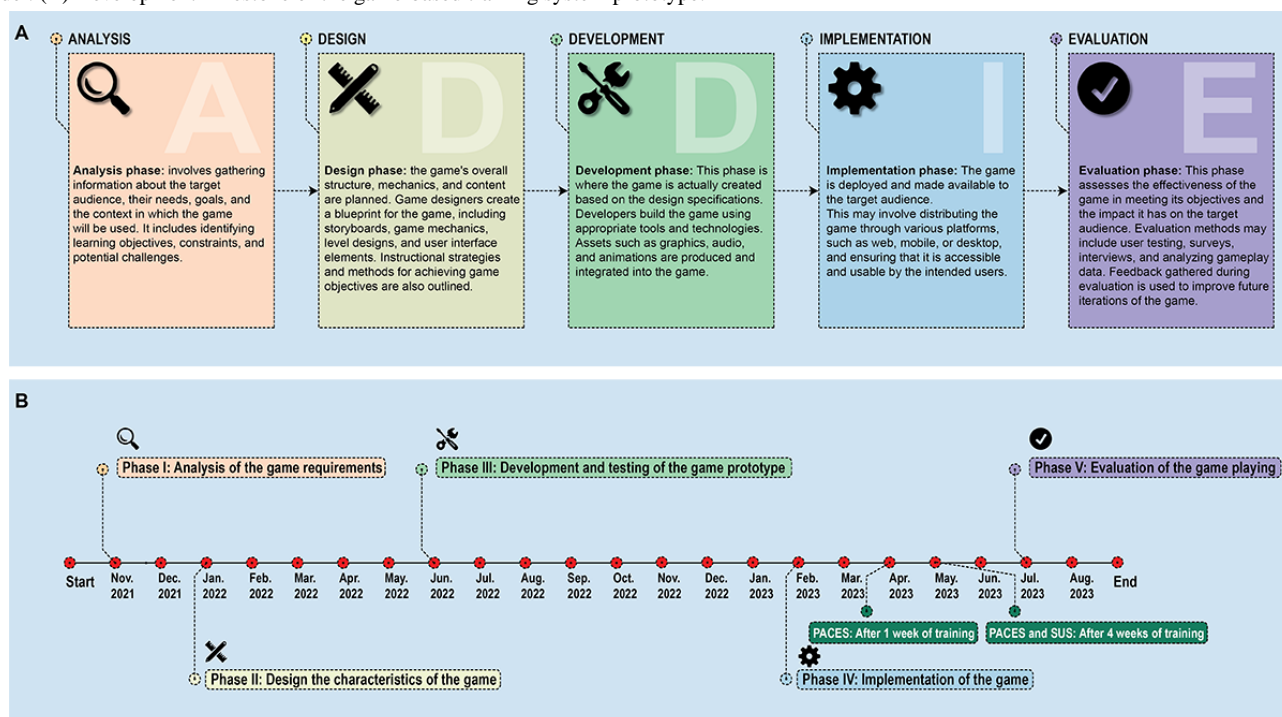 (B) Development milestone of the game-based training system prototype.
A
ANALYSIS
A
Analysis phase: involves gathering
information about the target
audience, their needs, goals, and
the context in which the game
will be used. It includes identifying
learning objectives, constraints, and
potential challenges.
DESIGN
D
Design phase: the game's overall
structure, mechanics, and content
are planned. Game designers create
a blueprint for the game, including
storyboards, game mechanics,
level designs, and user interface
elements. Instructional strategies
and methods for achieving game
objectives are also outlined.
DEVELOPMENT
D
Development phase: This phase is
where the game is actually created
based on the design specifications.
Developers build the game using
appropriate tools and technologies.
Assets such as graphics, audio,
and animations are produced and
integrated into the game.
IMPLEMENTATION
I
Implementation phase: The game
is deployed and made available to
the target audience.
This may involve distributing the
game through various platforms,
such as web, mobile, or desktop,
and ensuring that it is accessible
and usable by the intended users.
EVALUATION
E
Evaluation phase: This phase
assesses the effectiveness of the
game in meeting its objectives and
the impact it has on the target
audience. Evaluation methods may
include user testing, surveys,
interviews, and analyzing gameplay
data. Feedback gathered during
evaluation is used to improve future
iterations of the game.
B
Phase I: Analysis of the game requirements
Phase III: Development and testing of the game prototype
Phase V: Evaluation of the game playing
Start
Nov. 2021
Dec. 2021
Jan. 2022
Feb. 2022
Mar. 2022
Apr. 2022
May. 2022
Jun. 2022
Jul. 2022
Aug. 2022
Sep. 2022
Oct. 2022
Nov. 2022
Dec. 2022
Jan. 2023
Feb. 2023
Mar. 2023
Apr. 2023
May. 2023
Jun. 2023
Jul. 2023
Aug. 2023
End
PACES: After 1 week of training
PACES and SUS: After 4 weeks of training
Phase II: Design the characteristics of the game
Phase IV: Implementation of the game